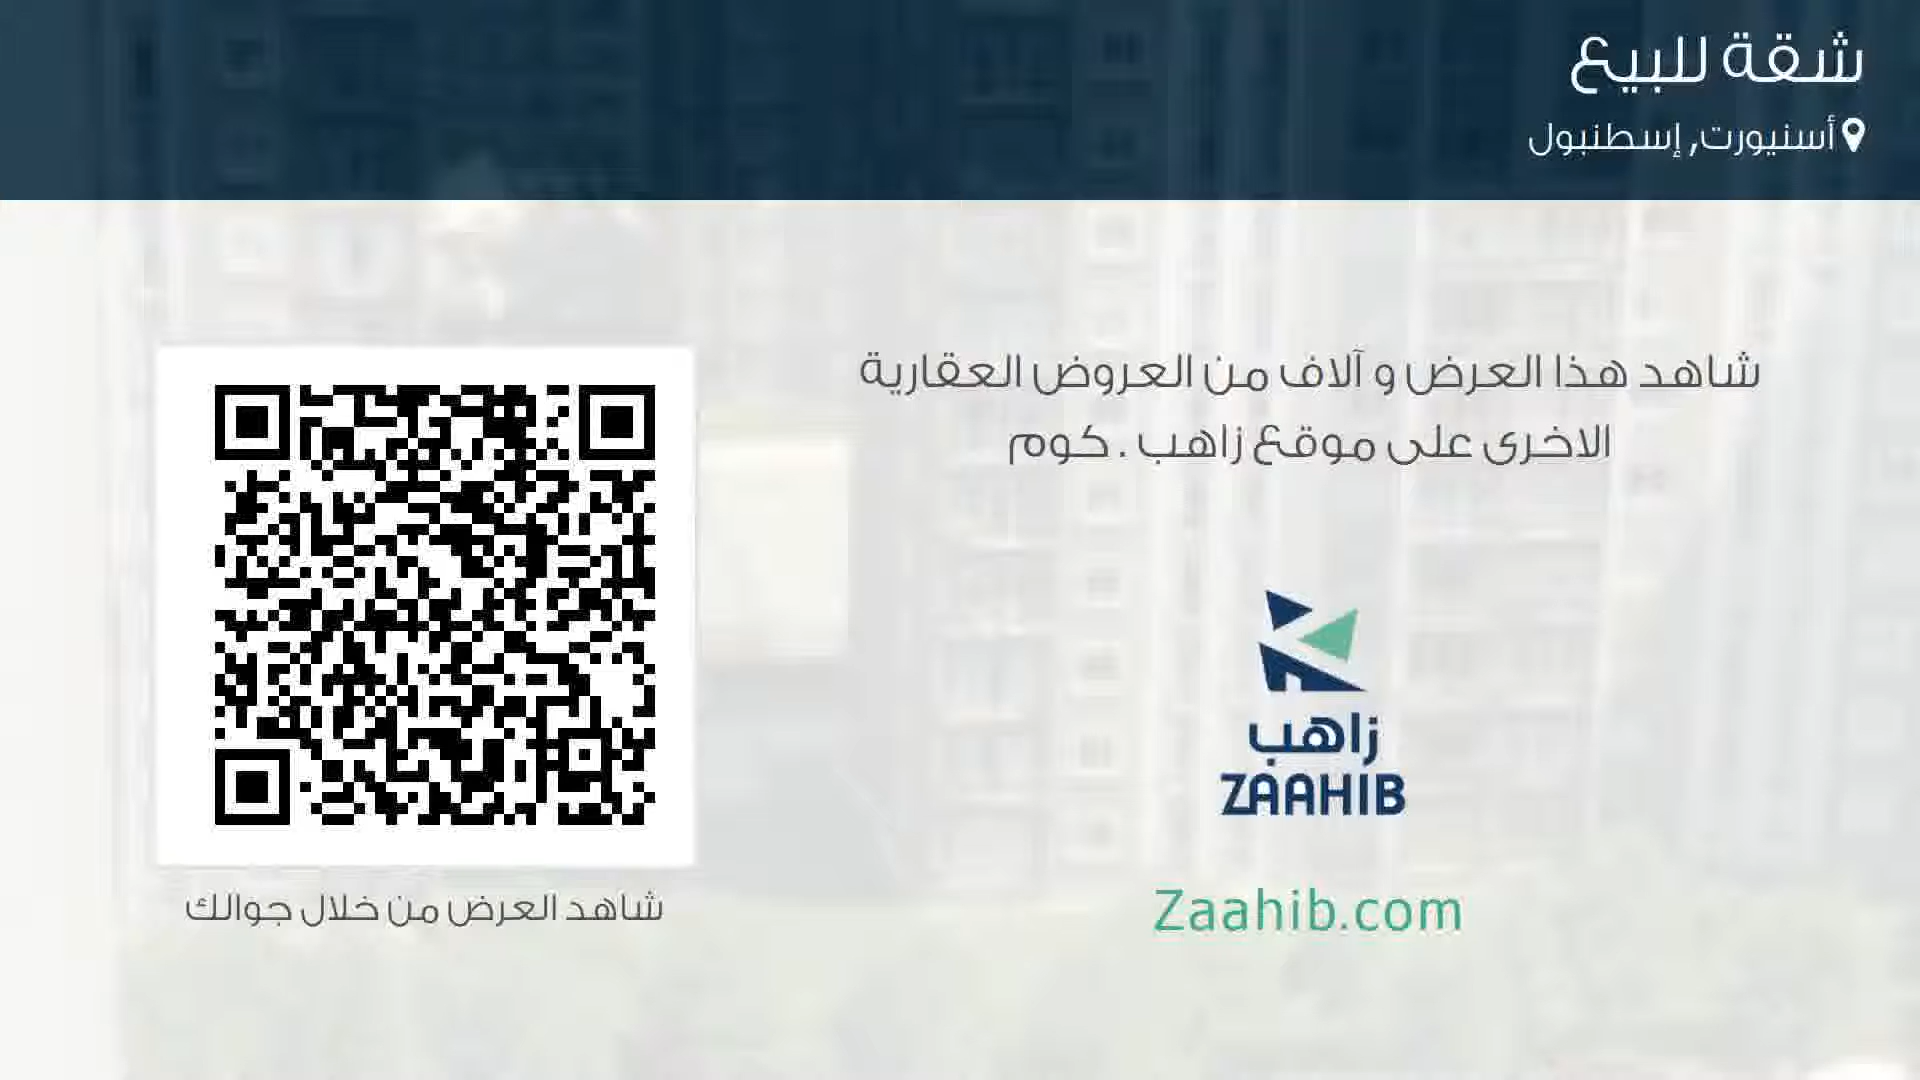 شقة للبيع
أسنيورت, إسطنبول
شاهد هذا العرض و آلاف من العروض العقارية
الاخرى على موقع زاهب . كوم
زاهب
ZAAHIB
Zaahib.com
شاهد العرض من خلال جوالك